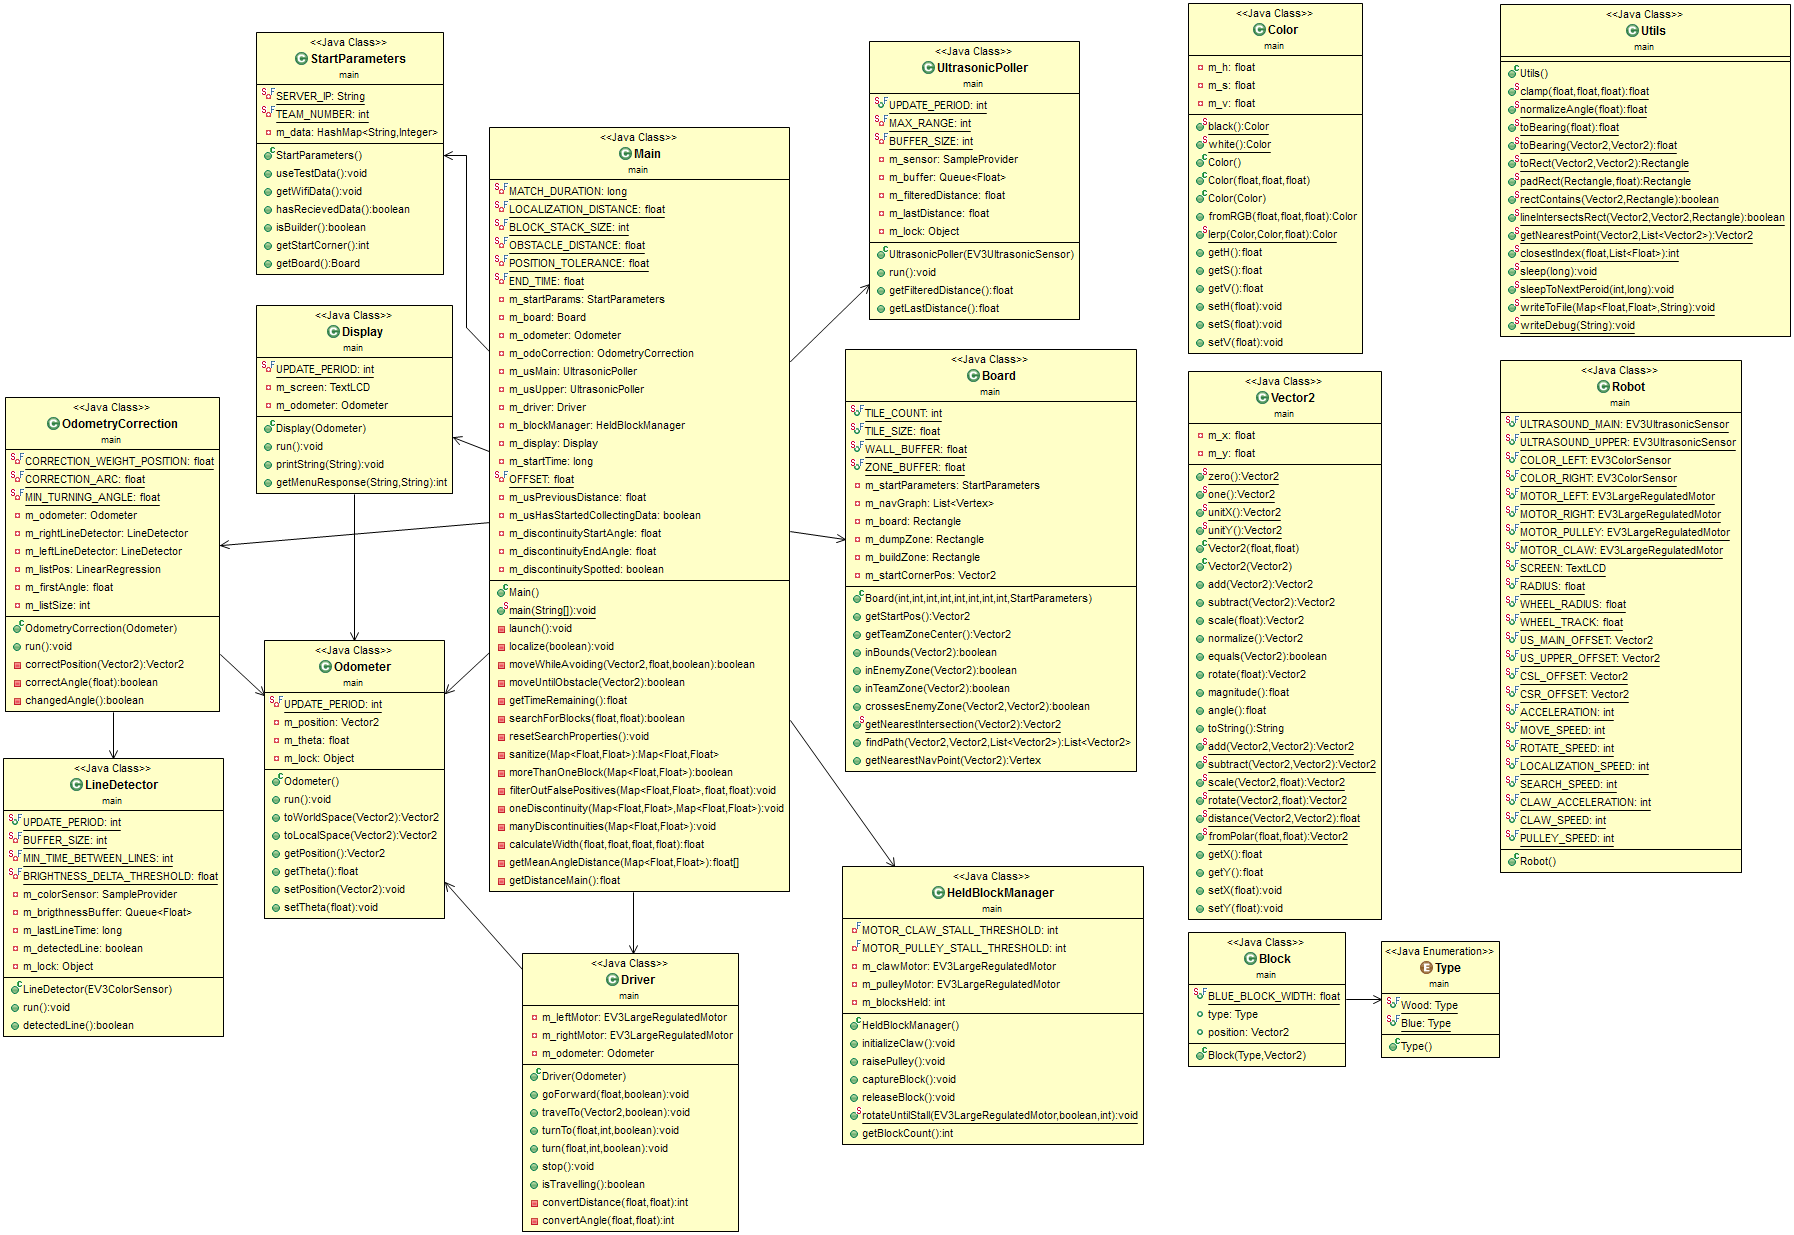 <<Java Class>>
StartParameters
main
SERVER_IP: String
TEAM_NUMBER: int
m_data: HashMap<String,Integer>
StartParameters()
useTestData():void
getWifiData():void
hasRecievedData():boolean
isBuilder():boolean
getStartCorner():int
getBoard():Board
<<Java Class>>
Display
main
UPDATE_PERIOD: int
m_screen: TextLCD
m_odometer: Odometer
Display(Odometer)
run():void
printString(String):void
getMenuResponse(String,String):int
<<Java Class>>
OdometryCorrection
main
CORRECTION_WEIGHT_POSITION: float
CORRECTION_ARC: float
MIN_TURNING_ANGLE: float
m_odometer: Odometer
m_rightLineDetector: LineDetector
m_leftLineDetector: LineDetector
m_listPos: LinearRegression
m_firstAngle: float
m_listSize: int
OdometryCorrection(Odometer)
run():void
correctPosition(Vector2):Vector2
correctAngle(float):boolean
changedAngle():boolean
<<Java Class>>
Odometer
main
UPDATE_PERIOD: int
m_position: Vector2
m_theta: float
m_lock: Object
Odometer()
run():void
toWorldSpace(Vector2):Vector2
toLocalSpace(Vector2):Vector2
getPosition():Vector2
getTheta():float
setPosition(Vector2):void
setTheta(float):void
<<Java Class>>
LineDetector
main
UPDATE_PERIOD: int
BUFFER_SIZE: int
MIN_TIME_BETWEEN_LINES: int
BRIGHTNESS_DELTA_THRESHOLD: float
m_colorSensor: SampleProvider
m_brigthnessBuffer: Queue<Float>
m_lastLineTime: long
m_detectedLine: boolean
m_lock: Object
LineDetector(EV3ColorSensor)
run():void
detectedLine():boolean
<<Java Class>>
Main
main
MATCH_DURATION: long
LOCALIZATION_DISTANCE: float
BLOCK_STACK_SIZE: int
OBSTACLE_DISTANCE: float
POSITION_TOLERANCE: float
END_TIME: float
m_startParams: StartParameters
m_board: Board
m_odometer: Odometer
m_odoCorrection: OdometryCorrection
m_usMain: UltrasonicPoller
m_usUpper: UltrasonicPoller
m_driver: Driver
m_blockManager: HeldBlockManager
m_display: Display
m_startTime: long
OFFSET: float
m_usPreviousDistance: float
m_usHasStartedCollectingData: boolean
m_discontinuityStartAngle: float
m_discontinuityEndAngle: float
m_discontinuitySpotted: boolean
Main()
main(String[]):void
launch():void
localize(boolean):void
moveWhileAvoiding(Vector2,float,boolean):boolean
moveUntilObstacle(Vector2):boolean
getTimeRemaining():float
searchForBlocks(float,float):boolean
resetSearchProperties():void
sanitize(Map<Float,Float>):Map<Float,Float>
moreThanOneBlock(Map<Float,Float>):boolean
filterOutFalsePositives(Map<Float,Float>,float,float):void
oneDiscontinuity(Map<Float,Float>,Map<Float,Float>):void
manyDiscontinuities(Map<Float,Float>):void
calculateWidth(float,float,float,float):float
getMeanAngleDistance(Map<Float,Float>):float[]
getDistanceMain():float
<<Java Class>>
Driver
main
m_leftMotor: EV3LargeRegulatedMotor
m_rightMotor: EV3LargeRegulatedMotor
m_odometer: Odometer
Driver(Odometer)
goForward(float,boolean):void
travelTo(Vector2,boolean):void
turnTo(float,int,boolean):void
turn(float,int,boolean):void
stop():void
isTravelling():boolean
convertDistance(float,float):int
convertAngle(float,float):int
<<Java Class>>
UltrasonicPoller
main
UPDATE_PERIOD: int
MAX_RANGE: int
BUFFER_SIZE: int
m_sensor: SampleProvider
m_buffer: Queue<Float>
m_filteredDistance: float
m_lastDistance: float
m_lock: Object
UltrasonicPoller(EV3UltrasonicSensor)
run():void
getFilteredDistance():float
getLastDistance():float
<<Java Class>>
Board
main
TILE_COUNT: int
TILE_SIZE: float
WALL_BUFFER: float
ZONE_BUFFER: float
m_startParameters: StartParameters
m_navGraph: List<Vertex>
m_board: Rectangle
m_dumpZone: Rectangle
m_buildZone: Rectangle
m_startCornerPos: Vector2
Board(int,int,int,int,int,int,int,int,StartParameters)
getStartPos():Vector2
getTeamZoneCenter():Vector2
inBounds(Vector2):boolean
inEnemyZone(Vector2):boolean
inTeamZone(Vector2):boolean
crossesEnemyZone(Vector2,Vector2):boolean
getNearestIntersection(Vector2):Vector2
findPath(Vector2,Vector2,List<Vector2>):List<Vector2>
getNearestNavPoint(Vector2):Vertex
<<Java Class>>
HeldBlockManager
main
MOTOR_CLAW_STALL_THRESHOLD: int
MOTOR_PULLEY_STALL_THRESHOLD: int
m_clawMotor: EV3LargeRegulatedMotor
m_pulleyMotor: EV3LargeRegulatedMotor
m_blocksHeld: int
HeldBlockManager()
initializeClaw():void
raisePulley():void
captureBlock():void
releaseBlock():void
rotateUntilStall(EV3LargeRegulatedMotor,boolean,int):void
getBlockCount():int
<<Java Class>>
Color
main
m_h: float
m_s: float
m_v: float
black():Color
white():Color
Color()
Color(float,float,float)
Color(Color)
fromRGB(float,float,float):Color
lerp(Color,Color,float):Color
getH():float
getS():float
getV():float
setH(float):void
setS(float):void
setV(float):void
<<Java Class>>
Vector2
main
m_x: float
m_y: float
zero():Vector2
one():Vector2
unitX():Vector2
unitY():Vector2
Vector2(float,float)
Vector2(Vector2)
add(Vector2):Vector2
subtract(Vector2):Vector2
scale(float):Vector2
normalize():Vector2
equals(Vector2):boolean
rotate(float):Vector2
magnitude():float
angle():float
toString():String
add(Vector2,Vector2):Vector2
subtract(Vector2,Vector2):Vector2
scale(Vector2,float):Vector2
rotate(Vector2,float):Vector2
distance(Vector2,Vector2):float
fromPolar(float,float):Vector2
getX():float
getY():float
setX(float):void
setY(float):void
<<Java Class>>
Block
main
BLUE_BLOCK_WIDTH: float
type: Type
position: Vector2
Block(Type,Vector2)
<<Java Enumeration>>
Type
main
Wood: Type
Blue: Type
Type()
<<Java Class>>
Utils
main
Utils()
clamp(float,float,float):float
normalizeAngle(float):float
toBearing(float):float
toBearing(Vector2,Vector2):float
toRect(Vector2,Vector2):Rectangle
padRect(Rectangle,float):Rectangle
rectContains(Vector2,Rectangle):boolean
lineIntersectsRect(Vector2,Vector2,Rectangle):boolean
getNearestPoint(Vector2,List<Vector2>):Vector2
closestIndex(float,List<Float>):int
sleep(long):void
sleepToNextPeroid(int,long):void
writeToFile(Map<Float,Float>,String):void
writeDebug(String):void
<<Java Class>>
Robot
main
ULTRASOUND_MAIN: EV3UltrasonicSensor
ULTRASOUND_UPPER: EV3UltrasonicSensor
COLOR_LEFT: EV3ColorSensor
COLOR_RIGHT: EV3ColorSensor
MOTOR_LEFT: EV3LargeRegulatedMotor
MOTOR_RIGHT: EV3LargeRegulatedMotor
MOTOR_PULLEY: EV3LargeRegulatedMotor
MOTOR_CLAW: EV3LargeRegulatedMotor
SCREEN: TextLCD
RADIUS: float
WHEEL_RADIUS: float
WHEEL_TRACK: float
US_MAIN_OFFSET: Vector2
US_UPPER_OFFSET: Vector2
CSL_OFFSET: Vector2
CSR_OFFSET: Vector2
ACCELERATION: int
MOVE_SPEED: int
ROTATE_SPEED: int
LOCALIZATION_SPEED: int
SEARCH_SPEED: int
CLAW_ACCELERATION: int
CLAW_SPEED: int
PULLEY_SPEED: int
Robot()